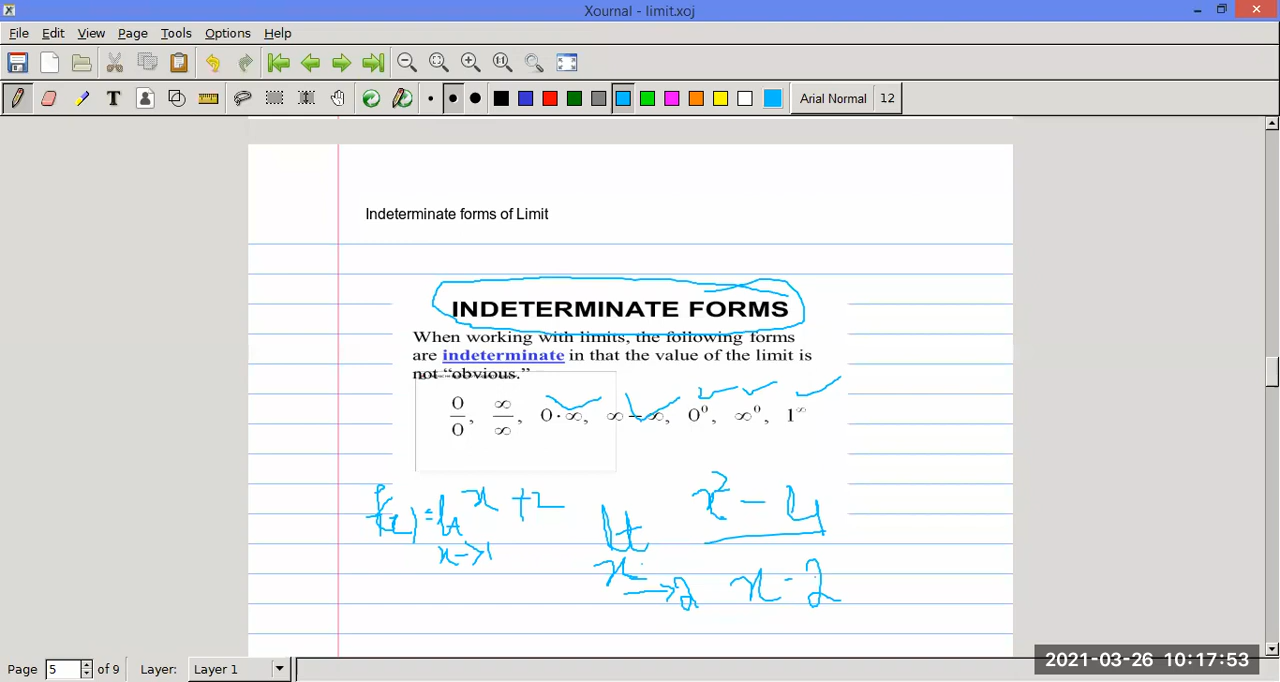 Xournal - limit.xoj
File Edit View Page Tools Options Help
Arial Normal 12
Indeterminate forms of Limit
INDETERMINATE FORMS
When working with limits, the following forms
are indeterminate in that the value of the limit is
not “obvious.”
0/0, ∞/∞, 0·∞, ∞ − ∞, 0⁰, ∞⁰, 1^∞
f(x) = lt x→1 x + 2
lt x→2 (x² − 4)/(x − 2)
Page 5 of 9 Layer: Layer 1
2021-03-26 10:17:53